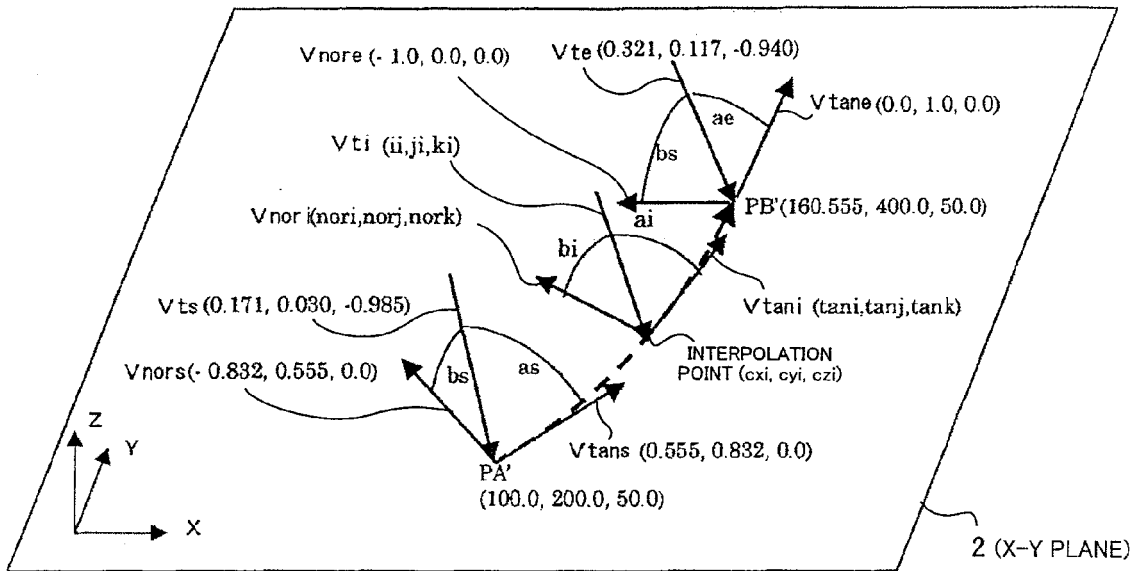 Vnore (- 1.0, 0.0, 0.0)
Vte (0.321, 0.117, -0.940)
Vtane (0.0, 1.0, 0.0)
ae
bs
Vti (ii,ji,ki)
ai
PB'(160.555, 400.0, 50.0)
Vnori(nori,norj,nork)
bi
Vtani (tani,tanj,tank)
Vts (0.171, 0.030, -0.985)
INTERPOLATION
POINT (cxi, cyi, czi)
Vnors(- 0.832, 0.555, 0.0)
bs
as
Vtans (0.555, 0.832, 0.0)
PA'
(100.0, 200.0, 50.0)
Z
Y
X
2 (X-Y PLANE)